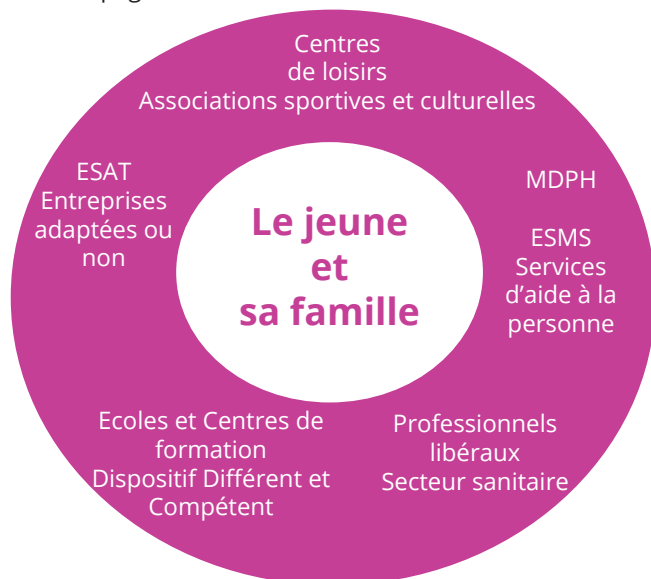 Centres
de loisirs
Associations sportives et culturelles
ESAT
Entreprises
adaptées ou
non
Le jeune
et
sa famille
MDPH
ESMS
Services
d’aide à la
personne
Ecoles et Centres de
formation
Dispositif Différent et
Compétent
Professionnels
libéraux
Secteur sanitaire